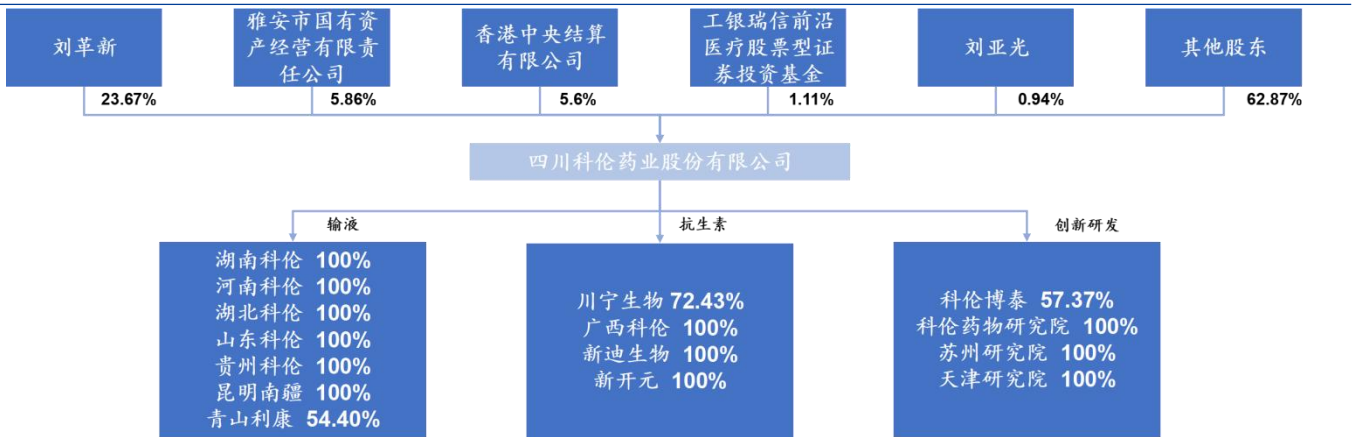 刘革新
雅安市国有资
产经营有限责
任公司
香港中央结算
有限公司
工银瑞信前沿
医疗股票型证
券投资基金
刘亚光
其他股东
23.67%
5.86%
5.6%
1.11%
0.94%
62.87%
四川科伦药业股份有限公司
输液
抗生素
创新研发
湖南科伦 100%
河南科伦 100%
湖北科伦 100%
山东科伦 100%
贵州科伦 100%
昆明南疆 100%
青山利康 54.40%
川宁生物 72.43%
广西科伦 100%
新迪生物 100%
新开元 100%
科伦博泰 57.37%
科伦药物研究院 100%
苏州研究院 100%
天津研究院 100%